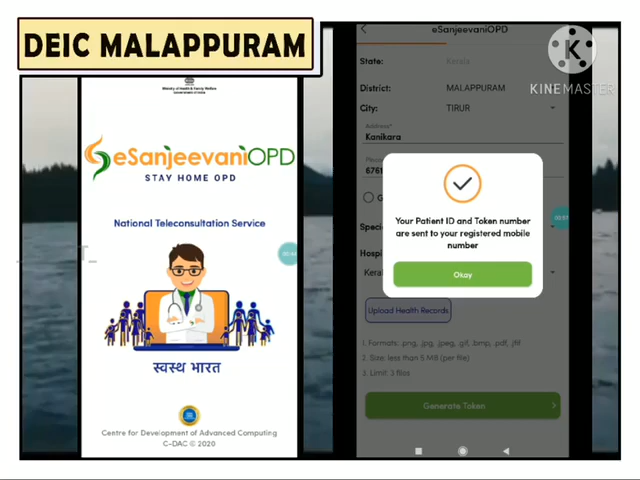 DEIC MALAPPURAM
Ministry of Health & Family Welfare
Government of India
eSanjeevaniOPD
STAY HOME OPD
National Teleconsultation Service
स्वस्थ भारत
Centre for Development of Advanced Computing
C-DAC © 2020
eSanjeevaniOPD
State: Kerala
District: MALAPPURAM
City: TIRUR
Address*
Kanikara
6761
Your Patient ID and Token number
are sent to your registered mobile
number
Okay
Speci
Hospi
Keral
Upload Health Records
1. Formats: .png, .jpg, .jpeg, .gif, .bmp, .pdf, .jfif
2. Size: less than 5 MB (per file)
3. Limit: 3 files
Generate Token
K
KINEMASTER